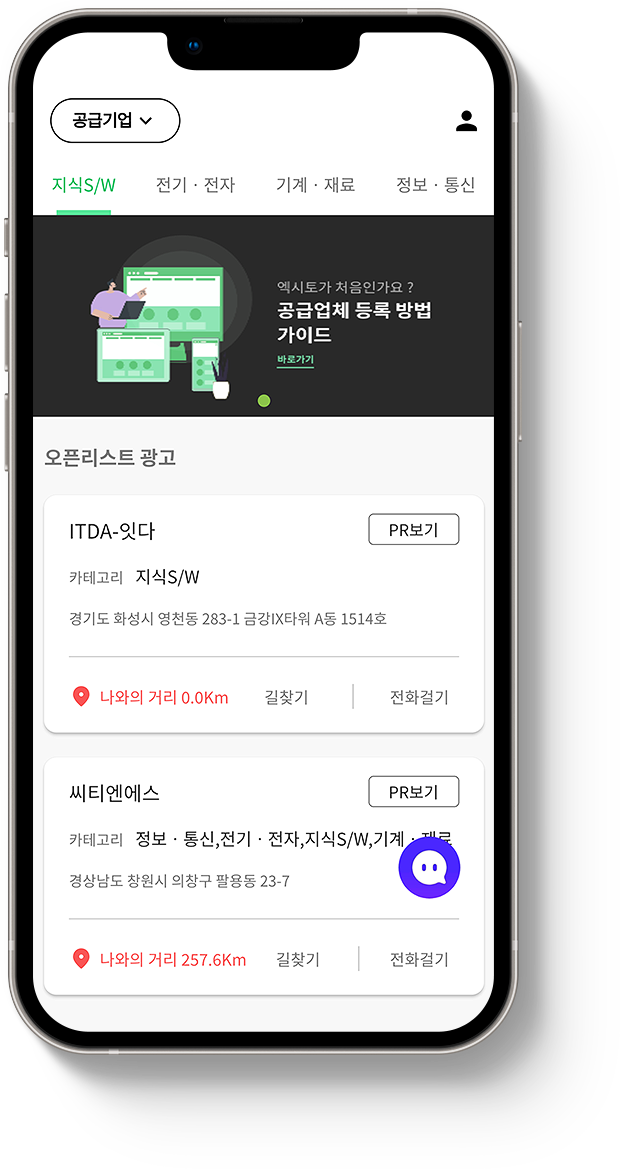 공급기업
지식S/W 전기 · 전자 기계 · 재료 정보 · 통신
엑시토가 처음인가요 ?
공급업체 등록 방법
가이드
바로가기
오픈리스트 광고
ITDA-잇다 PR보기
카테고리 지식S/W
경기도 화성시 영천동 283-1 금강IX타워 A동 1514호
나와의 거리 0.0Km 길찾기 전화걸기
씨티엔에스 PR보기
카테고리 정보 · 통신,전기 · 전자,지식S/W,기계 · 재료
경상남도 창원시 의창구 팔용동 23-7
나와의 거리 257.6Km 길찾기 전화걸기